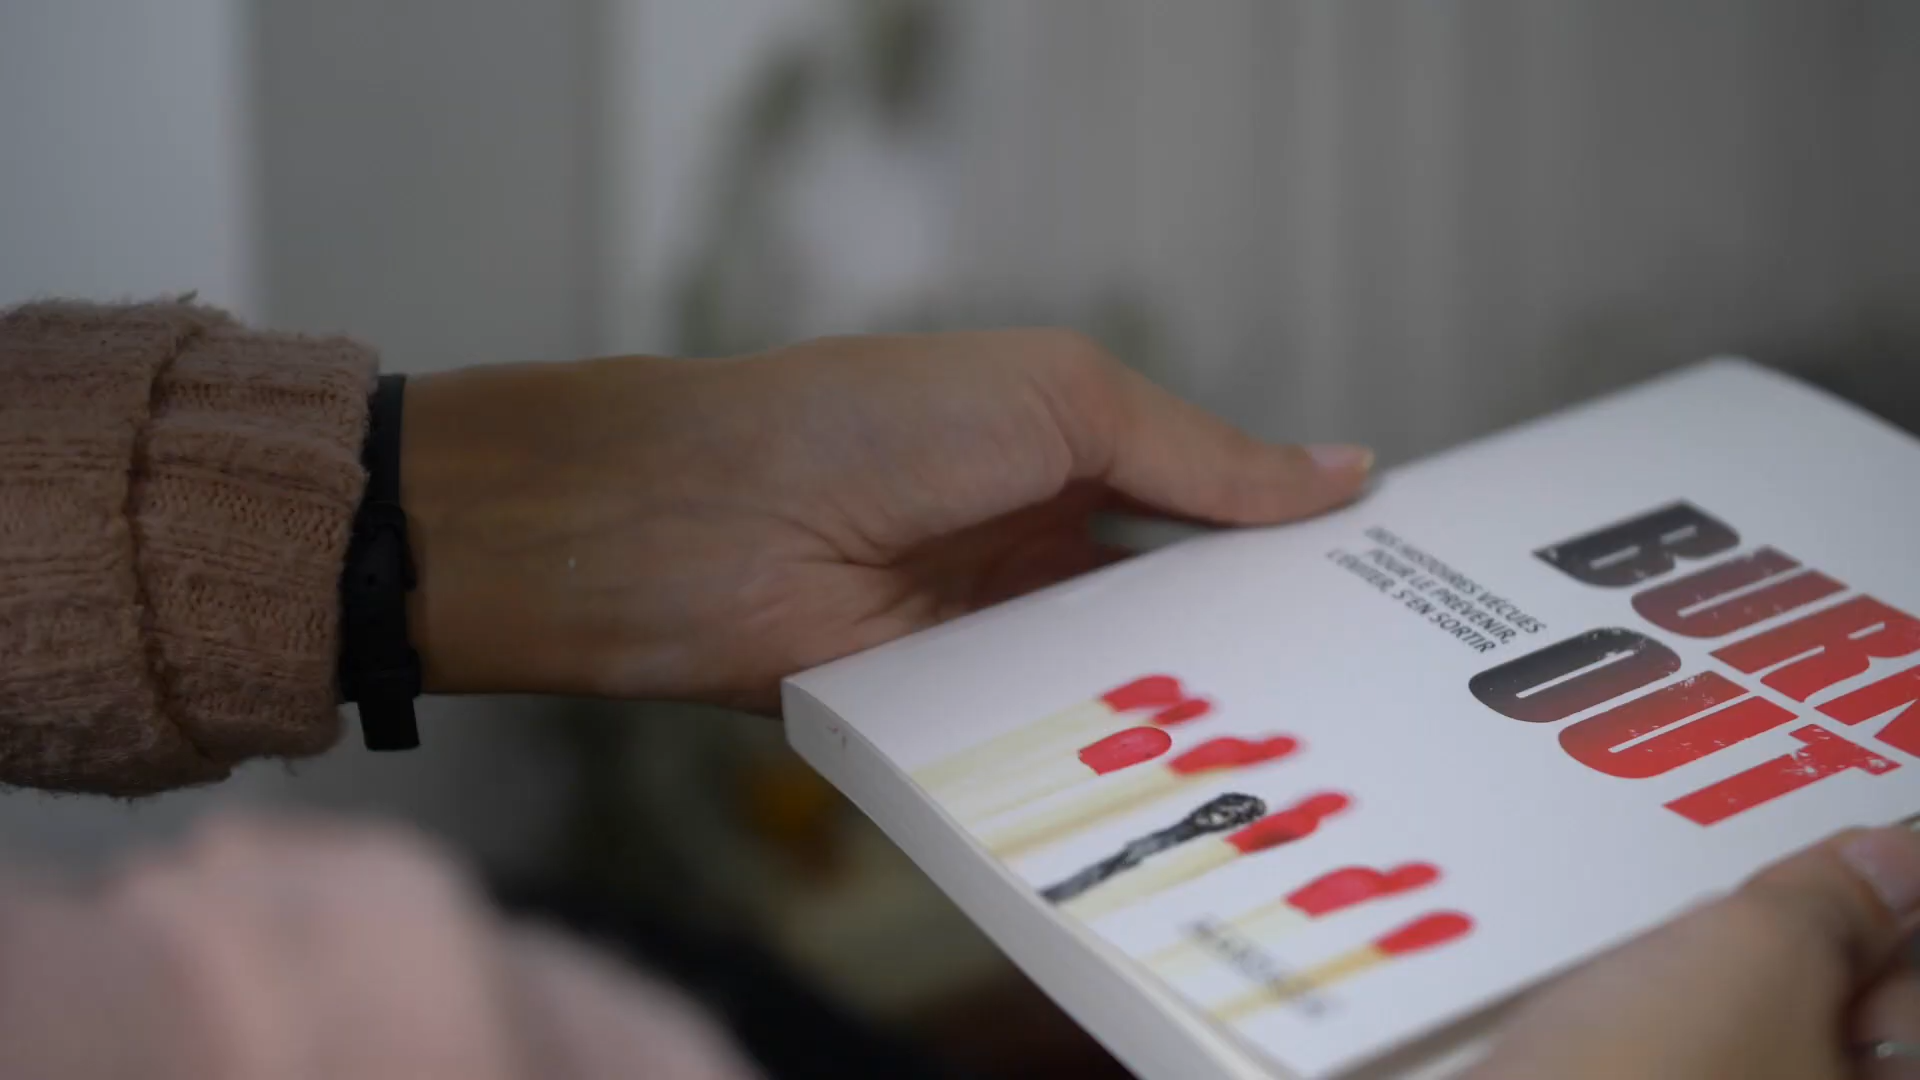 BURN
OUT
DES HISTOIRES VÉCUES
POUR LE PRÉVENIR,
L'ÉVITER, S'EN SORTIR